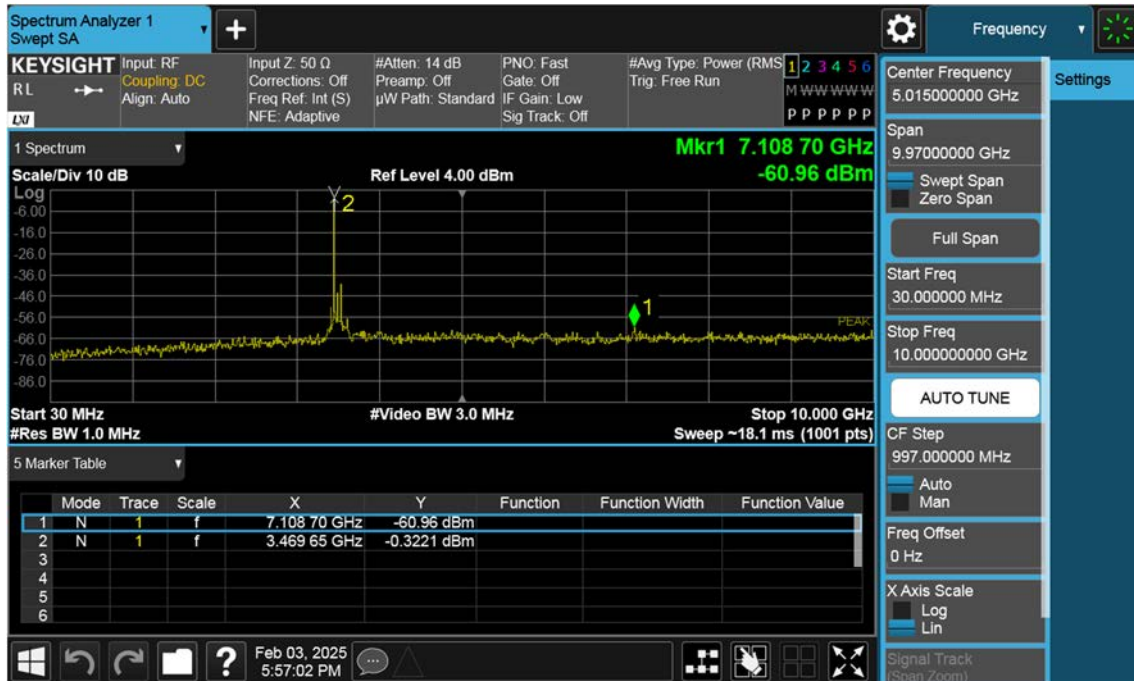 Spectrum Analyzer 1
Swept SA
+
Frequency
KEYSIGHT
RL
LXI
Input: RF
Coupling: DC
Align: Auto
Input Z: 50 Ω
Corrections: Off
Freq Ref: Int (S)
NFE: Adaptive
#Atten: 14 dB
Preamp: Off
µW Path: Standard
PNO: Fast
Gate: Off
IF Gain: Low
Sig Track: Off
#Avg Type: Power (RMS
Trig: Free Run
1 2 3 4 5 6
M W W W W W
P P P P P P
1 Spectrum
Mkr1 7.108 70 GHz
-60.96 dBm
Scale/Div 10 dB
Ref Level 4.00 dBm
Log
-6.00
-16.0
-26.0
-36.0
-46.0
-56.0
-66.0
-76.0
-86.0
2
1
PEAK
Start 30 MHz
#Video BW 3.0 MHz
Stop 10.000 GHz
#Res BW 1.0 MHz
Sweep ~18.1 ms (1001 pts)
5 Marker Table
Mode Trace Scale X Y Function Function Width Function Value
1 N 1 f 7.108 70 GHz -60.96 dBm
2 N 1 f 3.469 65 GHz -0.3221 dBm
3
4
5
6
?
Feb 03, 2025
5:57:02 PM
Center Frequency
5.015000000 GHz
Span
9.97000000 GHz
Swept Span
Zero Span
Full Span
Start Freq
30.000000 MHz
Stop Freq
10.000000000 GHz
AUTO TUNE
CF Step
997.000000 MHz
Auto
Man
Freq Offset
0 Hz
X Axis Scale
Log
Lin
Signal Track
(Span Zoom)
Settings